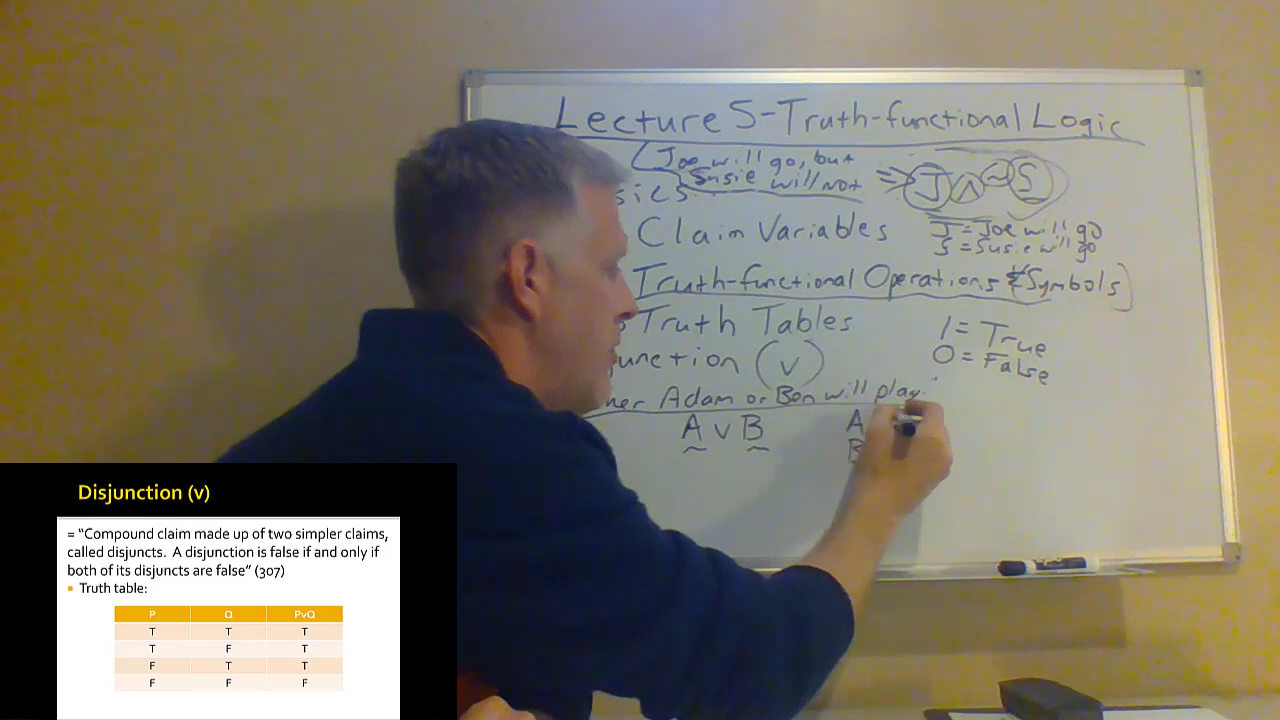 Lecture 5-Truth-functional Logic
(Joe will go, but
Susie will not
=> J ∧ ~ S
sics
Claim Variables
J = Joe will go
S = Susie will go
Truth-functional Operations & Symbols]
Truth Tables
1 = True
0 = False
junction (v)
her Adam or Ben will play."
A v B
A
B
Disjunction (v)
= “Compound claim made up of two simpler claims,
called disjuncts. A disjunction is false if and only if
both of its disjuncts are false” (307)
Truth table:
P Q PvQ
T T T
T F T
F T T
F F F